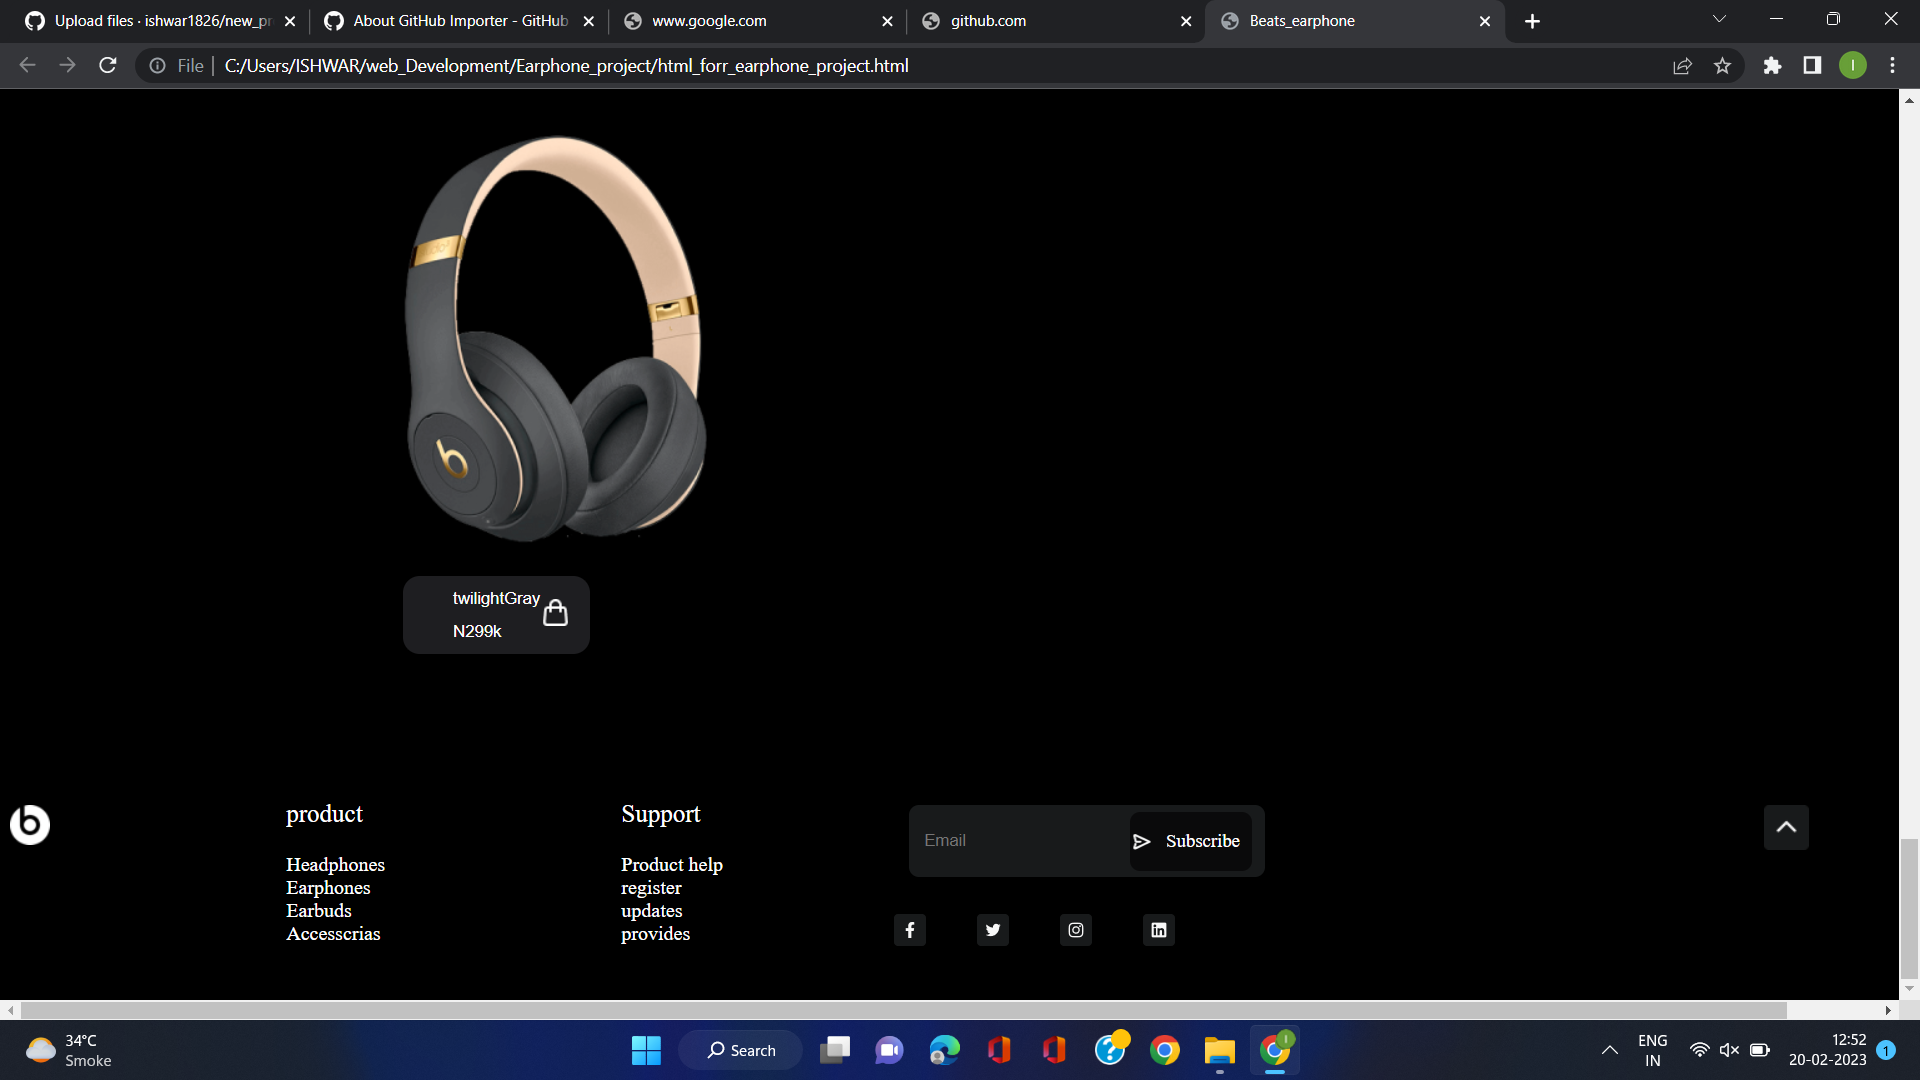 Upload files · ishwar1826/new_pr
About GitHub Importer - GitHub
www.google.com
github.com
Beats_earphone
File
C:/Users/ISHWAR/web_Development/Earphone_project/html_forr_earphone_project.html
I
twilightGray
N299k
product
Headphones
Earphones
Earbuds
Accesscrias
Support
Product help
register
updates
provides
Email
Subscribe
34°C
Smoke
Search
ENG
IN
12:52
20-02-2023
1